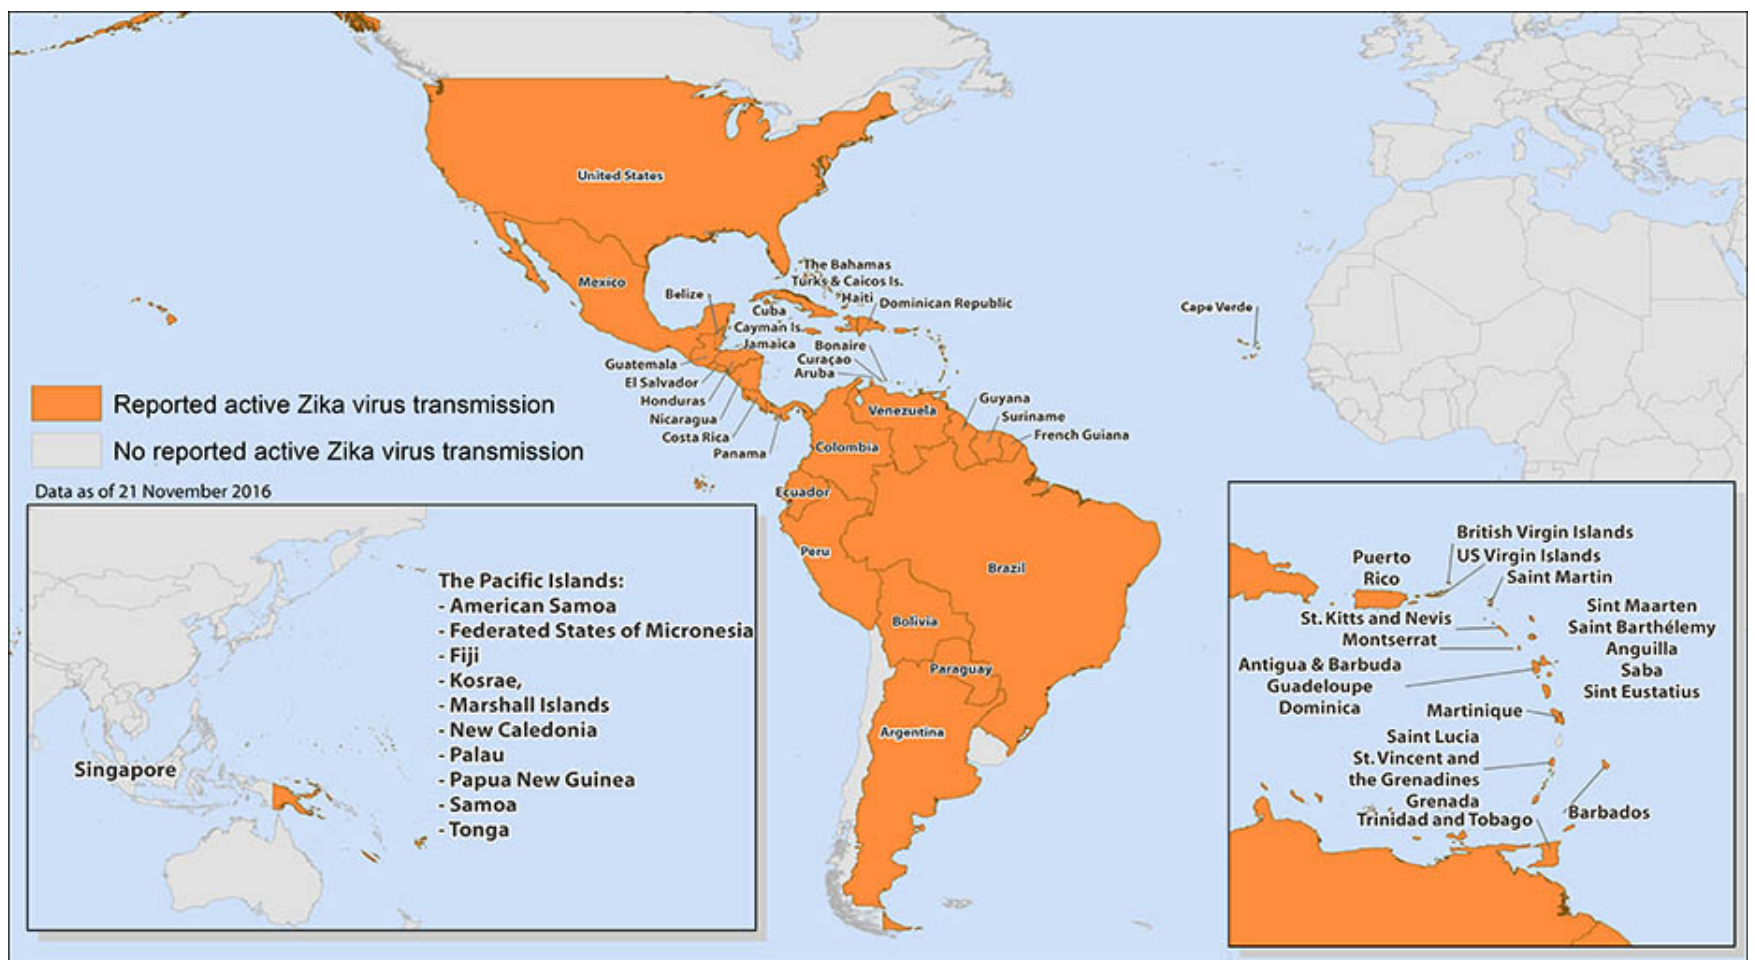 United States
Mexico
The Bahamas
Turks & Caicos Is.
Haiti
Dominican Republic
Belize
Cuba
Cayman Is.
Jamaica
Bonaire
Curaçao
Aruba
Guatemala
El Salvador
Honduras
Nicaragua
Costa Rica
Panama
Cape Verde
Venezuela
Guyana
Suriname
French Guiana
Colombia
Ecuador
Peru
Brazil
Bolivia
Paraguay
Argentina
Reported active Zika virus transmission
No reported active Zika virus transmission
Data as of 21 November 2016
The Pacific Islands:
- American Samoa
- Federated States of Micronesia
- Fiji
- Kosrae,
- Marshall Islands
- New Caledonia
- Palau
- Papua New Guinea
- Samoa
- Tonga
Singapore
British Virgin Islands
US Virgin Islands
Saint Martin
Puerto
Rico
St. Kitts and Nevis
Montserrat
Sint Maarten
Saint Barthélemy
Anguilla
Saba
Sint Eustatius
Antigua & Barbuda
Guadeloupe
Dominica
Martinique
Saint Lucia
St. Vincent and
the Grenadines
Grenada
Trinidad and Tobago
Barbados